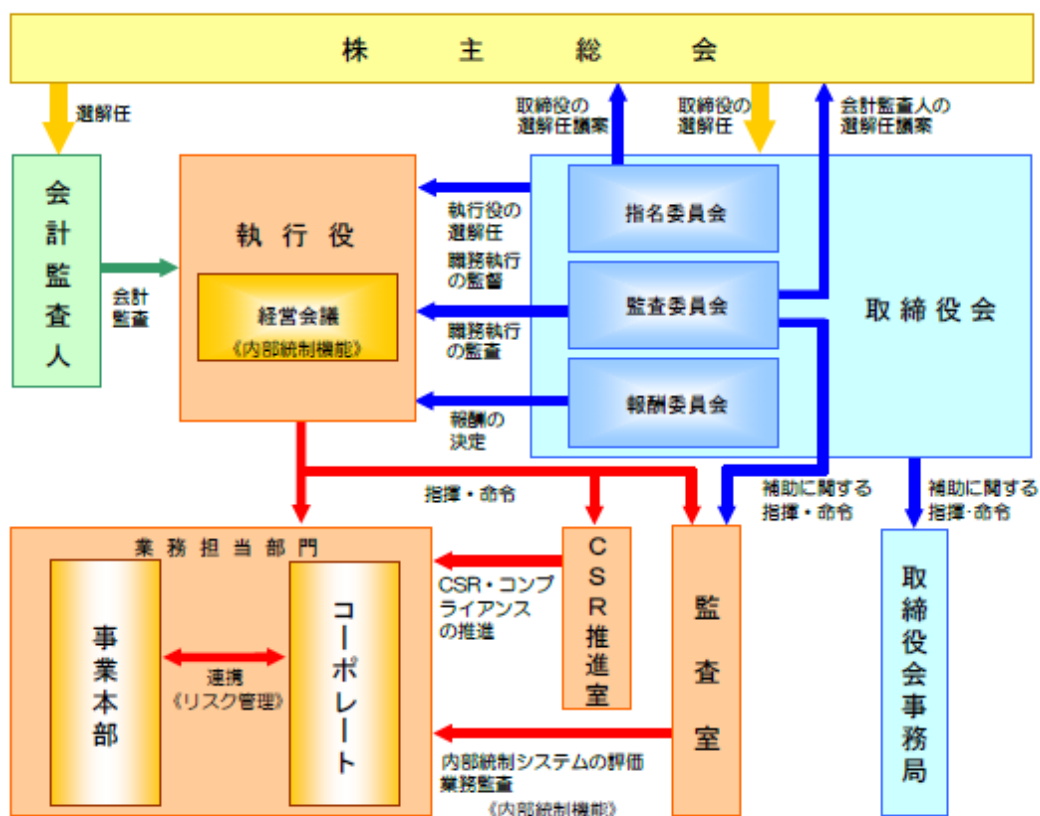 株主総会
選解任
取締役の
選解任議案
取締役の
選解任
会計監査人の
選解任議案
会計監査人
会計
監査
執行役
経営会議
《内部統制機能》
執行役の
選解任
職務執行
の監督
職務執行
の監査
報酬の
決定
指名委員会
監査委員会
報酬委員会
取締役会
指揮・命令
補助に関する
指揮・命令
補助に関する
指揮・命令
業務担当部門
事業本部
連携
《リスク管理》
コーポレート
CSR・コンプ
ライアンス
の推進
CSR推進室
監査室
取締役会事務局
内部統制システムの評価
業務監査
《内部統制機能》